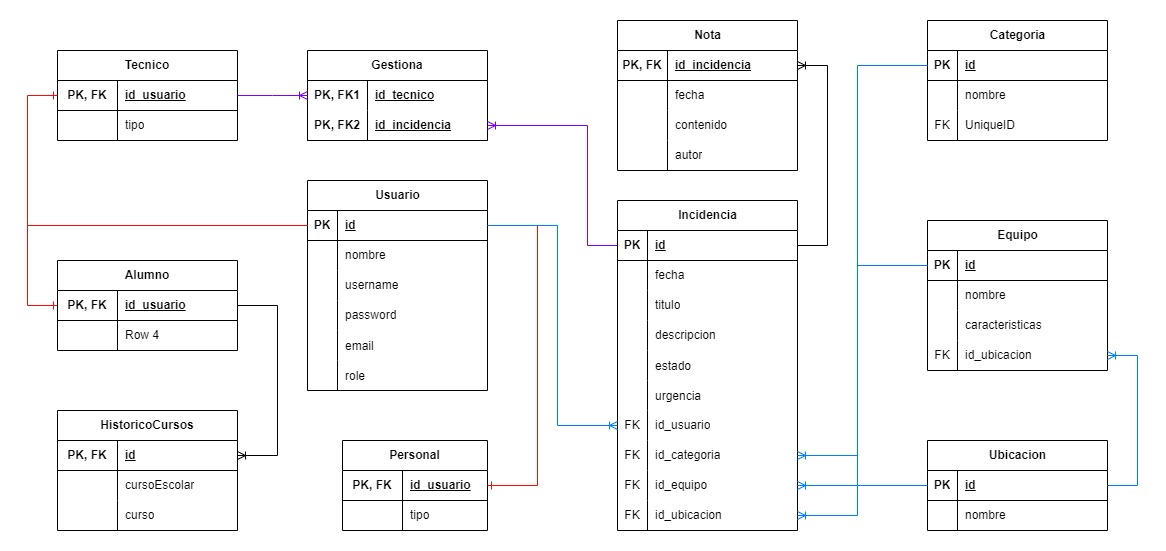 Tecnico
PK, FK id_usuario
tipo
Gestiona
PK, FK1 id_tecnico
PK, FK2 id_incidencia
Nota
PK, FK id_incidencia
fecha
contenido
autor
Categoria
PK id
nombre
FK UniqueID
Usuario
PK id
nombre
username
password
email
role
Incidencia
PK id
fecha
titulo
descripcion
estado
urgencia
FK id_usuario
FK id_categoria
FK id_equipo
FK id_ubicacion
Equipo
PK id
nombre
caracteristicas
FK id_ubicacion
Alumno
PK, FK id_usuario
Row 4
HistoricoCursos
PK, FK id
cursoEscolar
curso
Personal
PK, FK id_usuario
tipo
Ubicacion
PK id
nombre